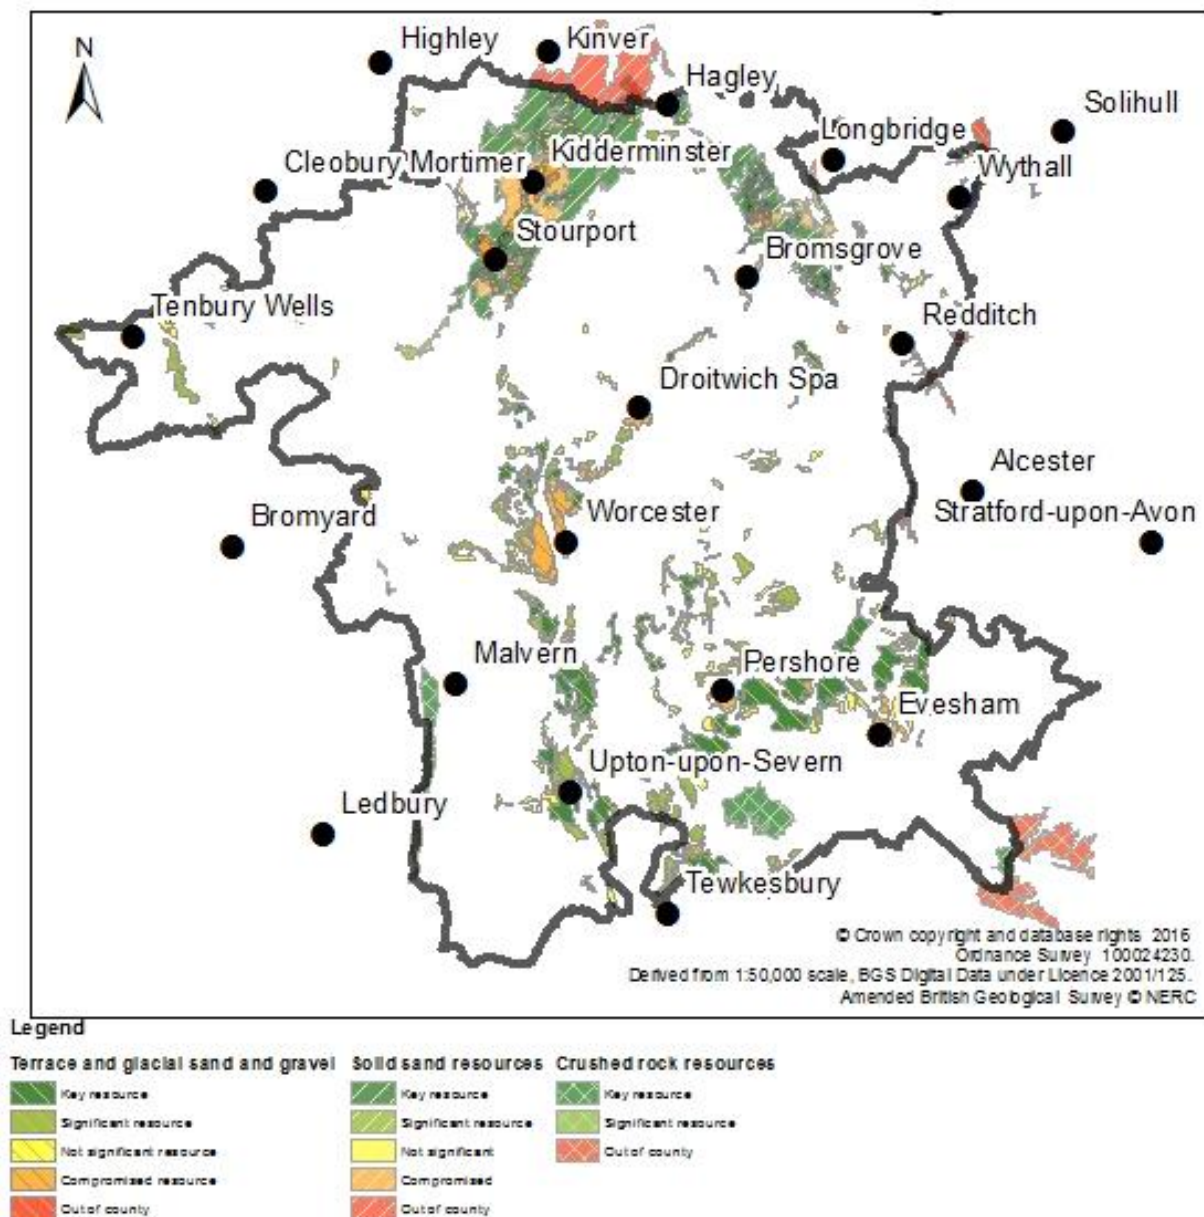 N
Highley
Kinver
Hagley
Solihull
Longbridge
Cleobury Mortimer
Kidderminster
Wythall
Stourport
Bromsgrove
Tenbury Wells
Redditch
Droitwich Spa
Alcester
Bromyard
Worcester
Stratford-upon-Avon
Malvern
Pershore
Evesham
Upton-upon-Severn
Ledbury
Tewkesbury
© Crown copyright and database rights 2016
Ordnance Survey 100024230.
Derived from 1:50,000 scale, BGS Digital Data under Licence 2001/125.
Amended British Geological Survey © NERC
Legend
Terrace and glacial sand and gravel
Key resource
Significant resource
Not significant resource
Compromised resource
Out of county
Solid sand resources
Key resource
Significant resource
Not significant
Compromised
Out of county
Crushed rock resources
Key resource
Significant resource
Out of county